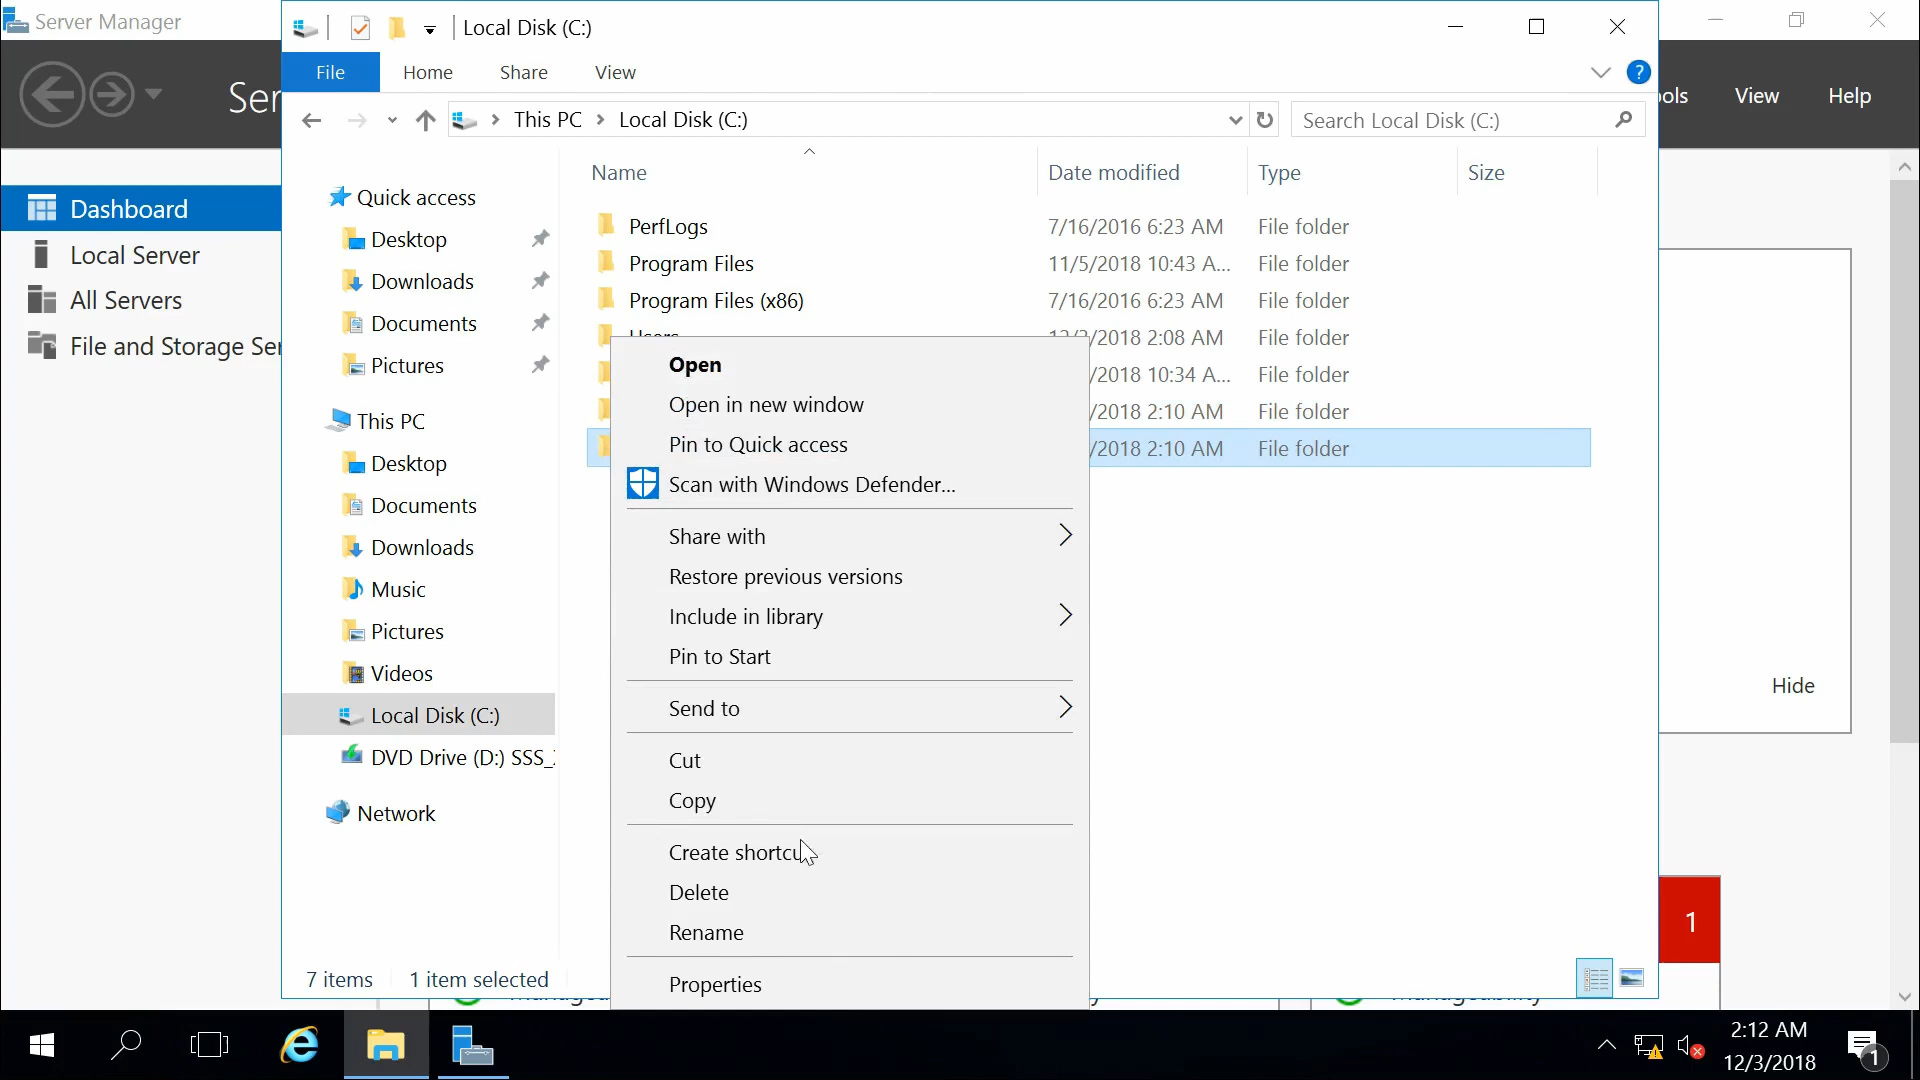 Server Manager
Local Disk (C:)
File
Home
Share
View
?
Ser
ools
View
Help
This PC
Local Disk (C:)
Search Local Disk (C:)
Name
Date modified
Type
Size
Dashboard
Local Server
All Servers
File and Storage Ser
Quick access
Desktop
Downloads
Documents
Pictures
This PC
Desktop
Documents
Downloads
Music
Pictures
Videos
Local Disk (C:)
DVD Drive (D:) SSS_
Network
PerfLogs 7/16/2016 6:23 AM File folder
Program Files 11/5/2018 10:43 A... File folder
Program Files (x86) 7/16/2016 6:23 AM File folder
Users 12/3/2018 2:08 AM File folder
/2018 10:34 A... File folder
/2018 2:10 AM File folder
/2018 2:10 AM File folder
Open
Open in new window
Pin to Quick access
Scan with Windows Defender...
Share with
Restore previous versions
Include in library
Pin to Start
Send to
Cut
Copy
Create shortcu
Delete
Rename
Properties
Hide
1
7 items
1 item selected
manageability
2:12 AM
12/3/2018
1